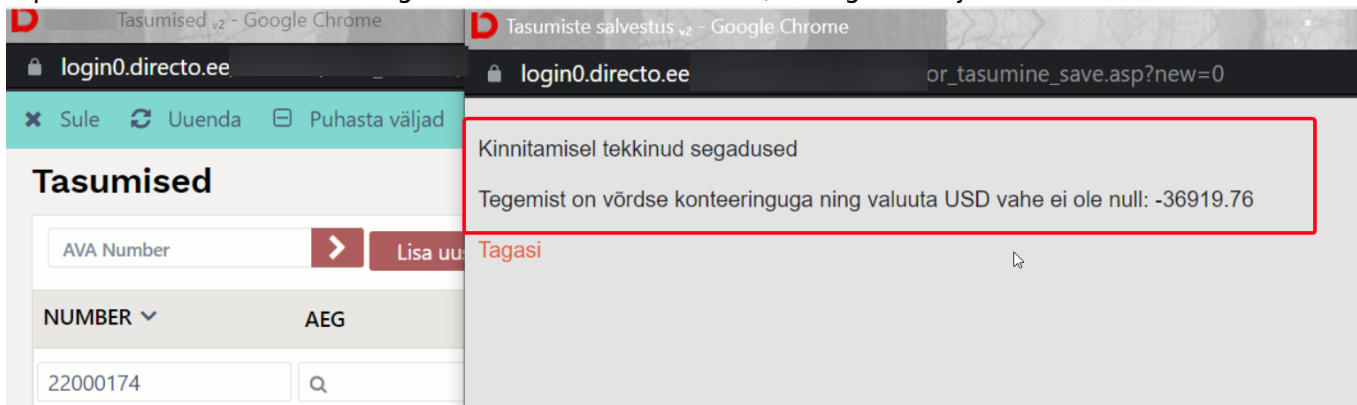 Tasumised v2 - Google Chrome
login0.directo.ee
Sule Uuenda Puhasta väljad
Tasumised
AVA Number
Lisa uu
NUMBER AEG
22000174
Tasumiste salvestus v2 - Google Chrome
login0.directo.ee or_tasumine_save.asp?new=0
Kinnitamisel tekkinud segadused
Tegemist on võrdse konteeringuga ning valuuta USD vahe ei ole null: -36919.76
Tagasi